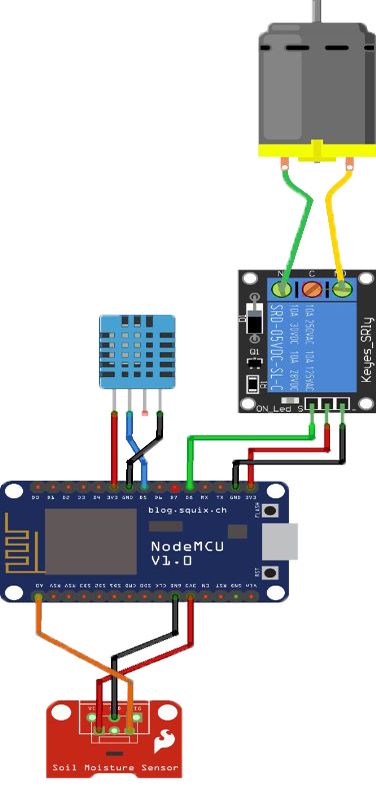 N C NO
SRD-05VDC-SL-C
10A 30VDC 10A 28VDC
10A 250VAC 10A 125VAC
Keyes_SRly
Q1
R1
ON_Led S -
D0 D1 D2 D3 D4 3V3 GND D5 D6 D7 D8 RX TX GND 3V3
blog.squix.ch
FLASH
NodeMCU
V1.0
RST
A0 RSV RSV SD3 SD2 SD1 CMD SD0 CLK GND 3V3 EN RST GND Vin
Soil Moisture Sensor